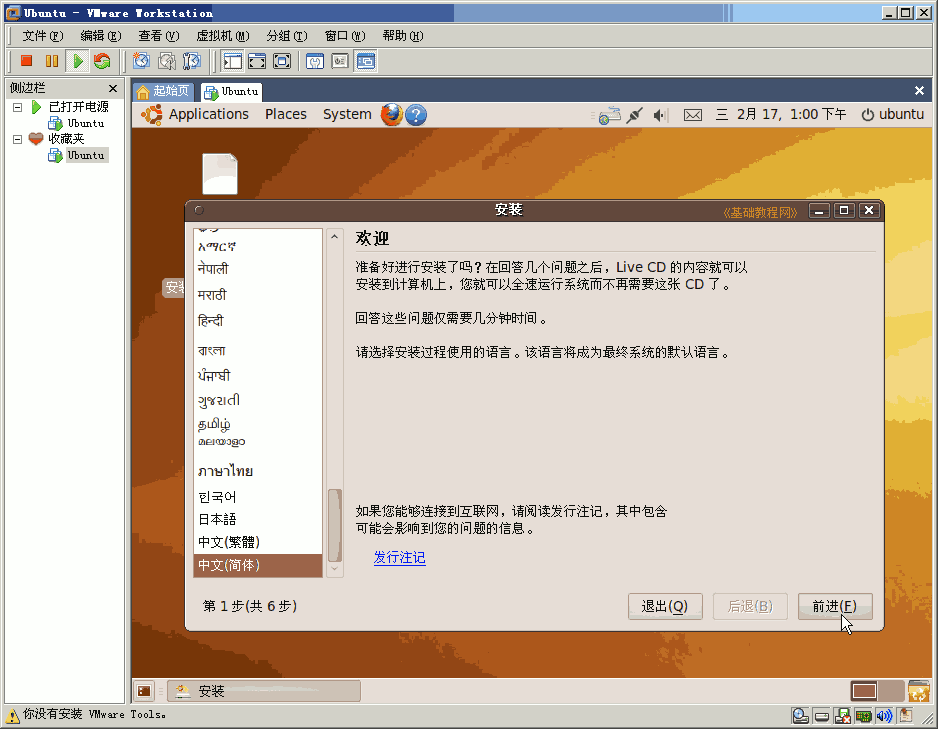 Ubuntu - VMware Workstation
文件(F) 编辑(E) 查看(V) 虚拟机(M) 分组(T) 窗口(W) 帮助(H)
侧边栏
已打开电源
Ubuntu
收藏夹
Ubuntu
起始页 Ubuntu
Applications Places System 三 2月 17, 1:00 下午 ubuntu
安装
《基础教程网》
አማርኛ
नेपाली
मराठी
हिन्दी
বাংলা
ਪੰਜਾਬੀ
ગુજરાતી
தமிழ்
മലയാളം
ภาษาไทย
한국어
日本語
中文(繁體)
中文(简体)
欢迎
准备好进行安装了吗? 在回答几个问题之后，Live CD 的内容就可以
安装到计算机上，您就可以全速运行系统而不再需要这张 CD 了。
回答这些问题仅需要几分钟时间。
请选择安装过程使用的语言。该语言将成为最终系统的默认语言。
如果您能够连接到互联网，请阅读发行注记，其中包含
可能会影响到您的问题的信息。
发行注记
第 1 步(共 6 步)
退出(Q) 后退(B) 前进(F)
安装
你没有安装 VMware Tools。